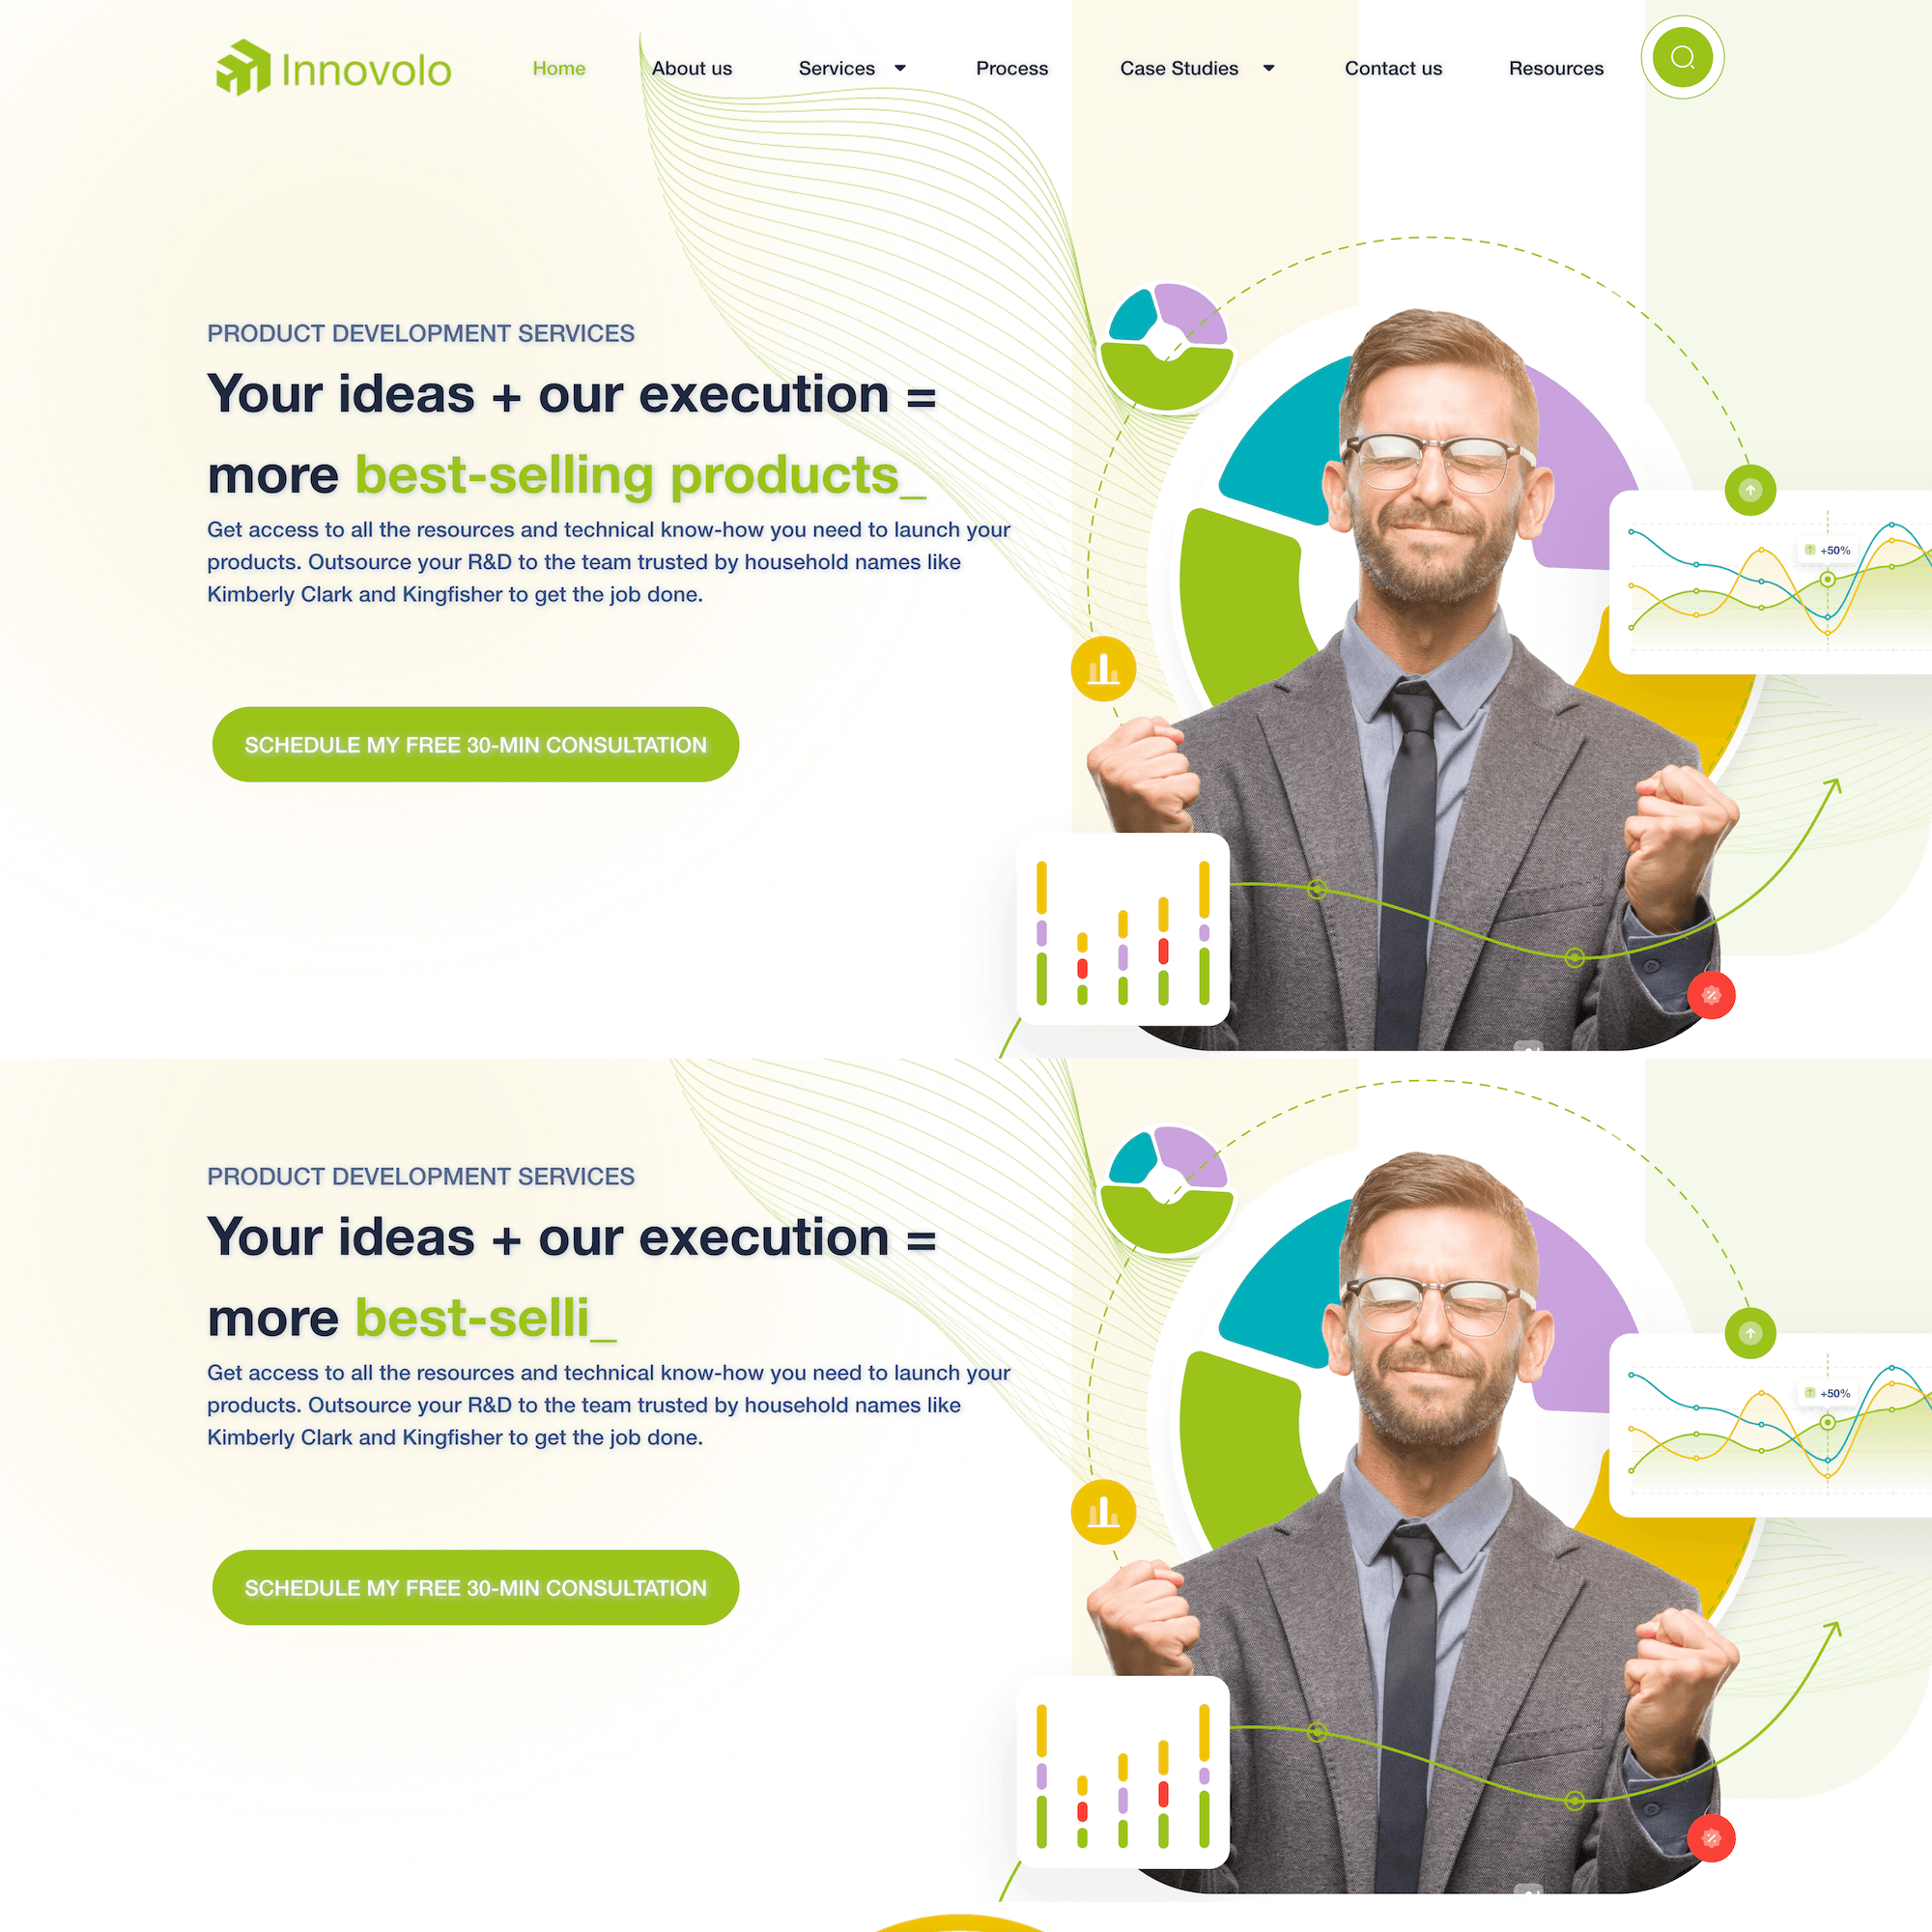 Innovolo
Home
About us
Services
Process
Case Studies
Contact us
Resources
PRODUCT DEVELOPMENT SERVICES
Your ideas + our execution =
more best-selling products_
Get access to all the resources and technical know-how you need to launch your
products. Outsource your R&D to the team trusted by household names like
Kimberly Clark and Kingfisher to get the job done.
SCHEDULE MY FREE 30-MIN CONSULTATION
+50%
PRODUCT DEVELOPMENT SERVICES
Your ideas + our execution =
more best-selli_
Get access to all the resources and technical know-how you need to launch your
products. Outsource your R&D to the team trusted by household names like
Kimberly Clark and Kingfisher to get the job done.
SCHEDULE MY FREE 30-MIN CONSULTATION
+50%